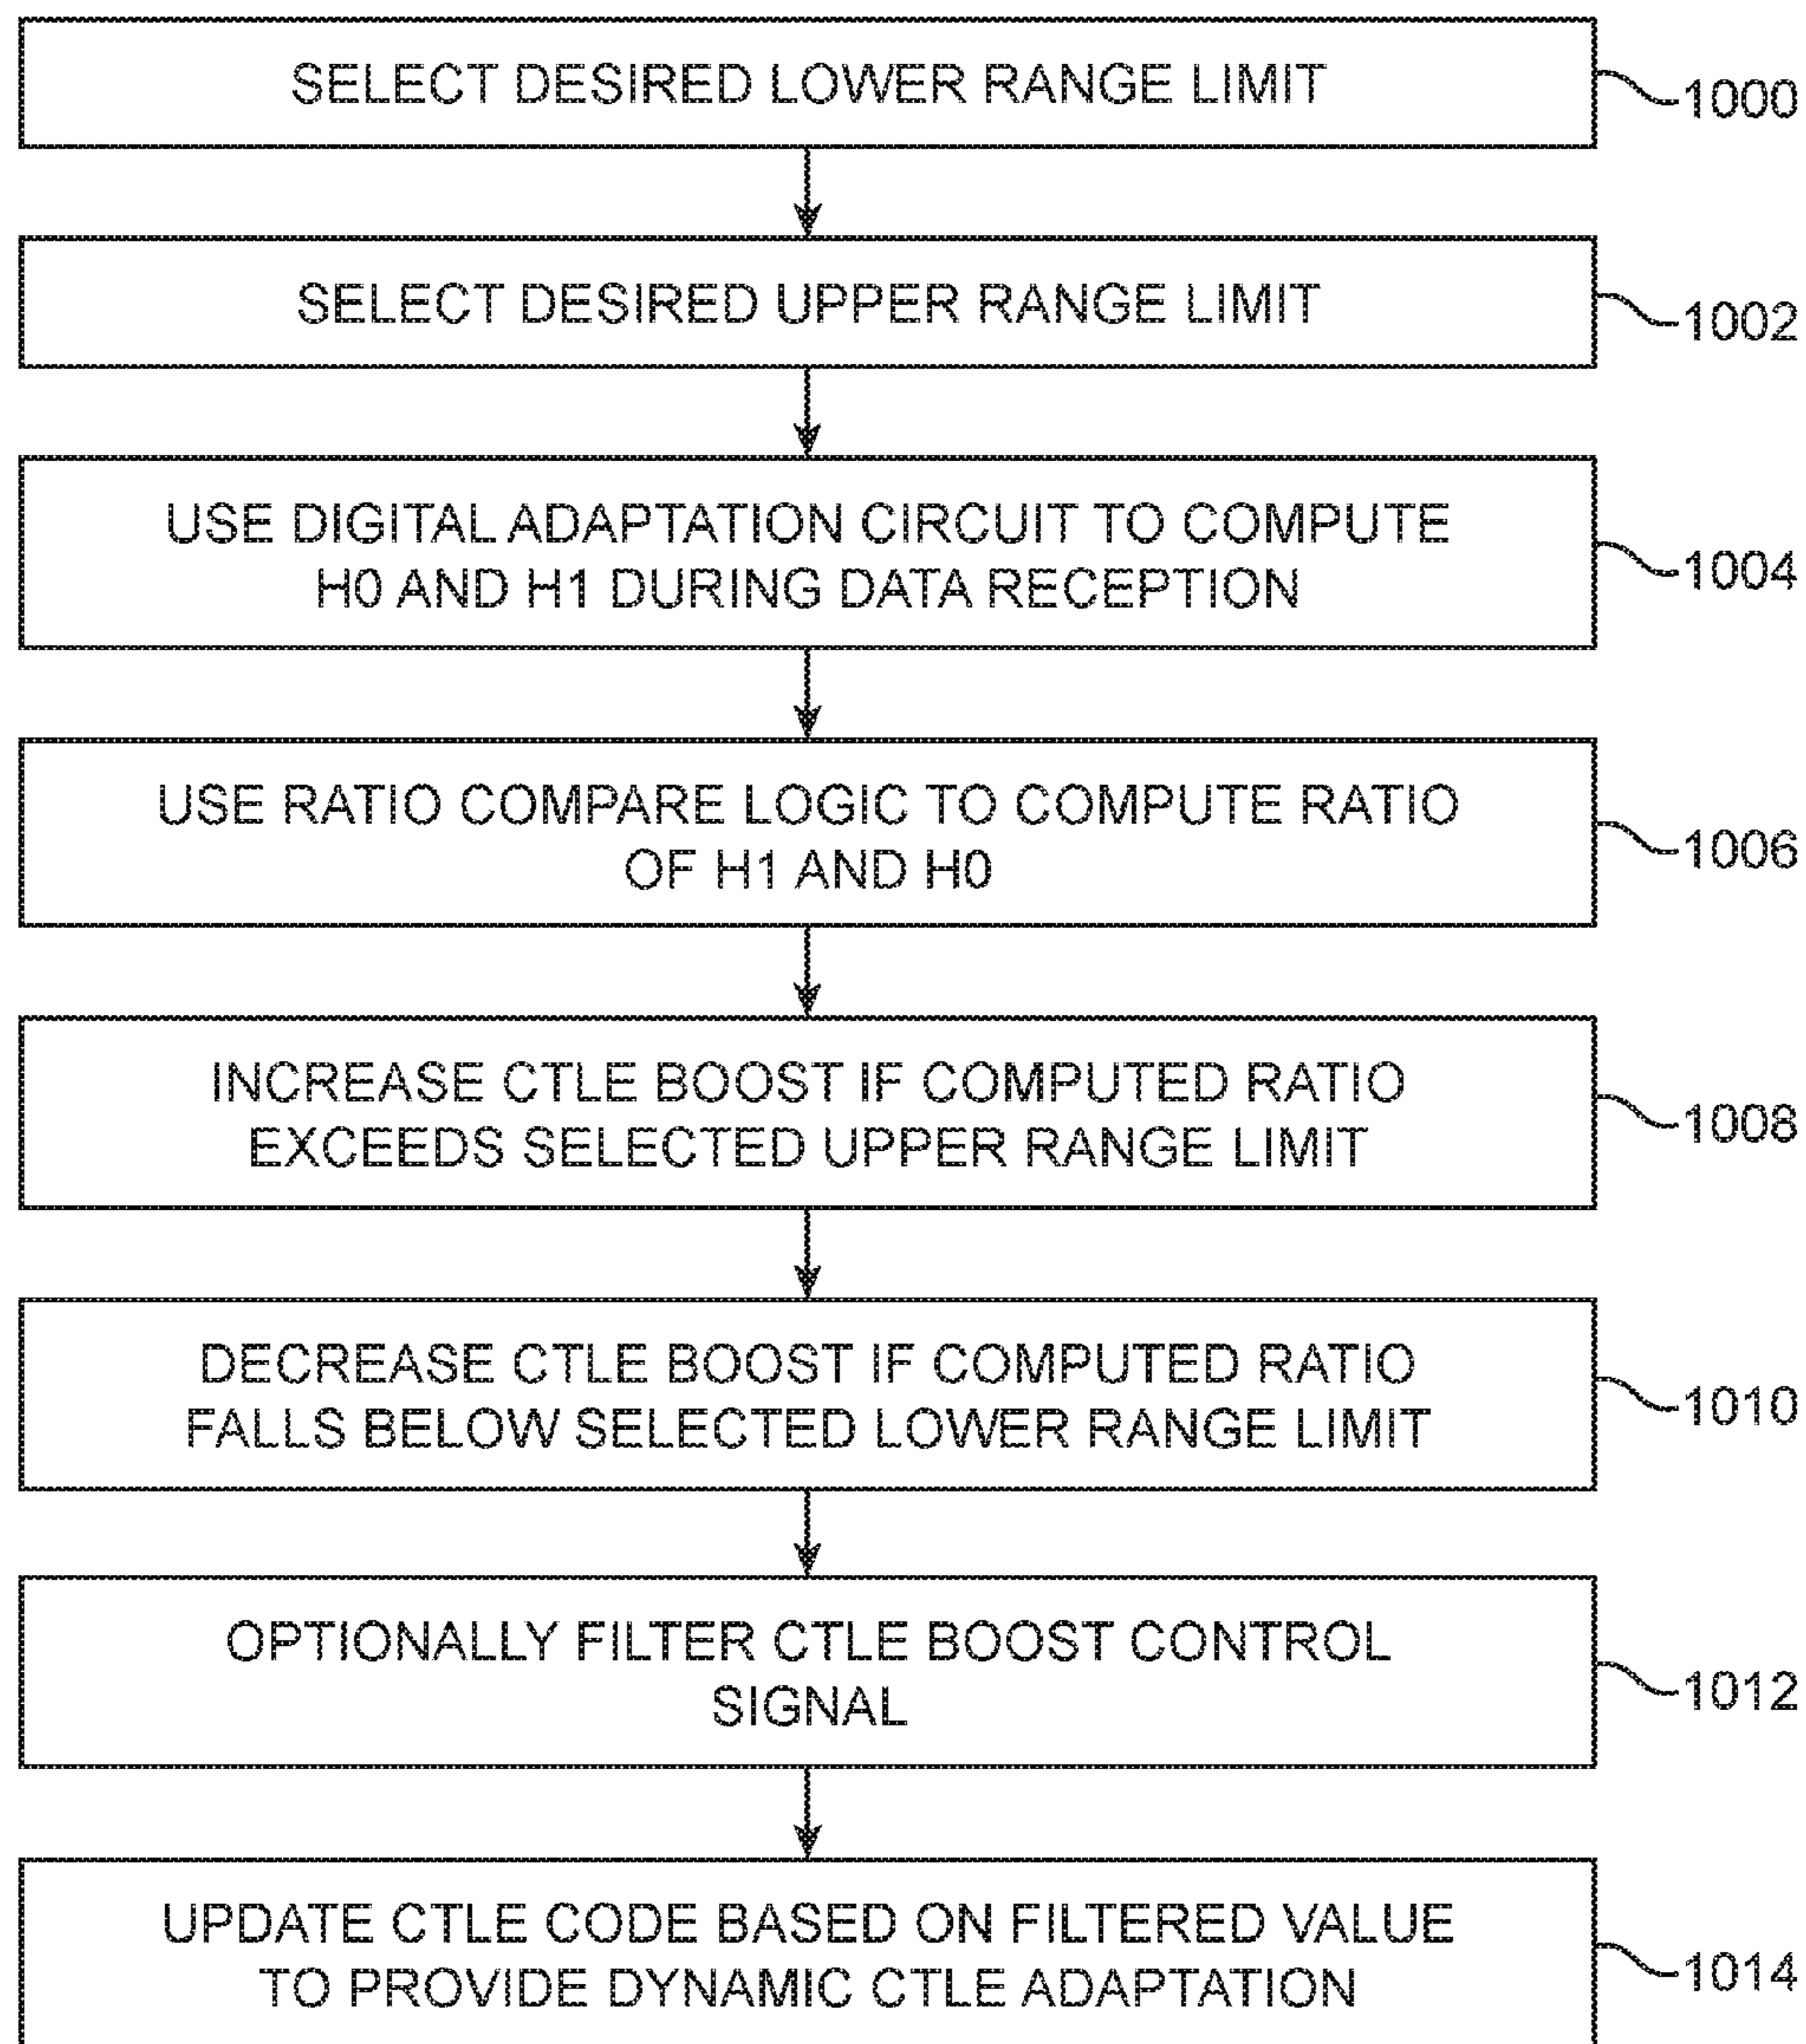 SELECT DESIRED LOWER RANGE LIMIT
1000
SELECT DESIRED UPPER RANGE LIMIT
1002
USE DIGITAL ADAPTATION CIRCUIT TO COMPUTE
H0 AND H1 DURING DATA RECEPTION
1004
USE RATIO COMPARE LOGIC TO COMPUTE RATIO
OF H1 AND H0
1006
INCREASE CTLE BOOST IF COMPUTED RATIO
EXCEEDS SELECTED UPPER RANGE LIMIT
1008
DECREASE CTLE BOOST IF COMPUTED RATIO
FALLS BELOW SELECTED LOWER RANGE LIMIT
1010
OPTIONALLY FILTER CTLE BOOST CONTROL
SIGNAL
1012
UPDATE CTLE CODE BASED ON FILTERED VALUE
TO PROVIDE DYNAMIC CTLE ADAPTATION
1014